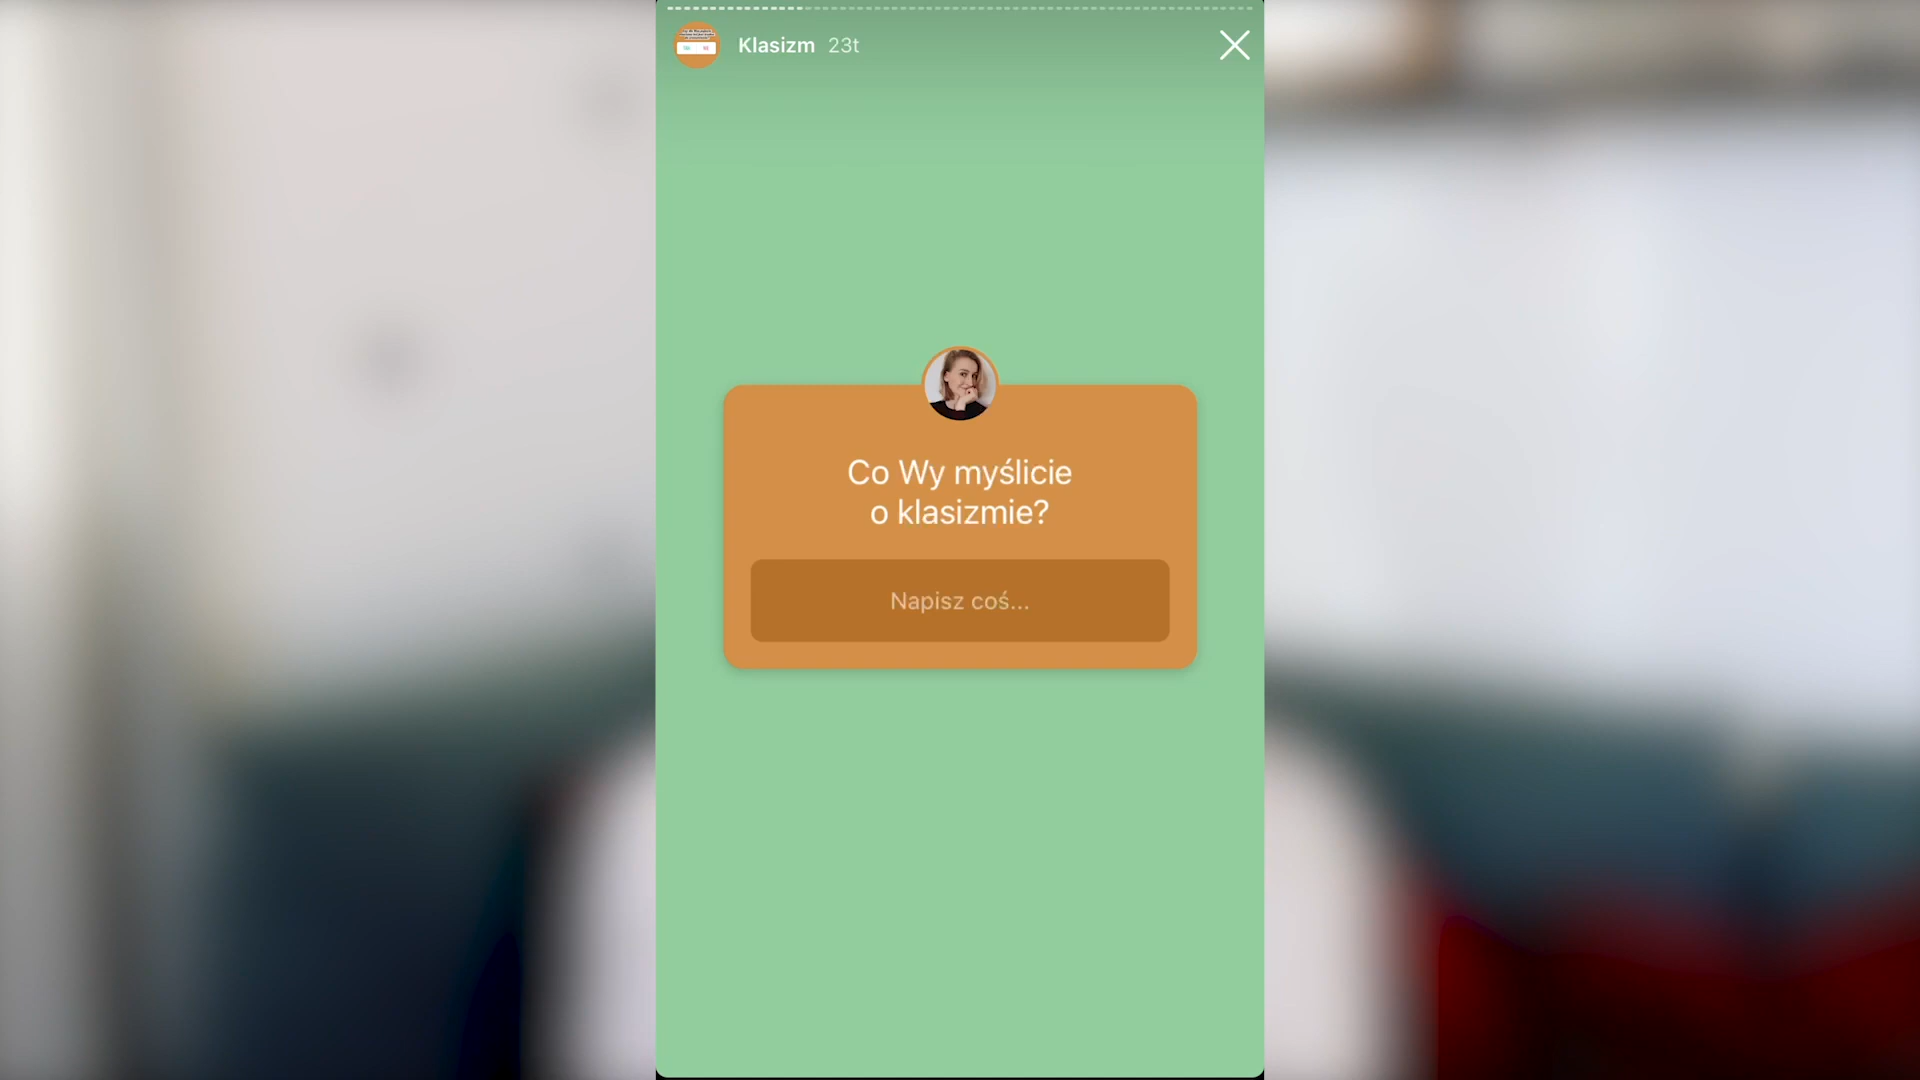 Klasizm 23t
Co Wy myślicie
o klasizmie?
Napisz coś...